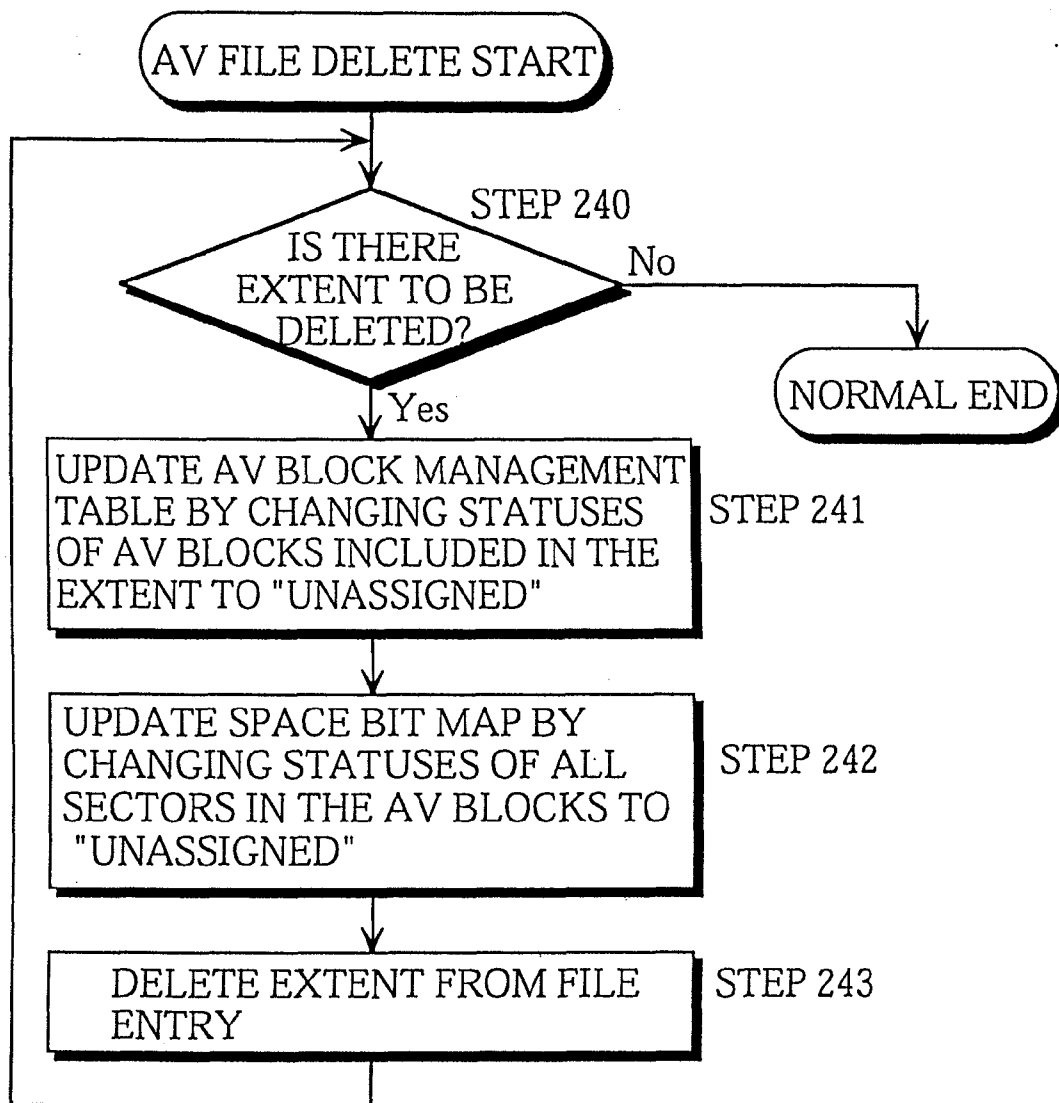 AV FILE DELETE START
STEP 240
IS THERE
EXTENT TO BE
DELETED?
No
NORMAL END
Yes
UPDATE AV BLOCK MANAGEMENT
TABLE BY CHANGING STATUSES
OF AV BLOCKS INCLUDED IN THE
EXTENT TO "UNASSIGNED"
STEP 241
UPDATE SPACE BIT MAP BY
CHANGING STATUSES OF ALL
SECTORS IN THE AV BLOCKS TO
"UNASSIGNED"
STEP 242
DELETE EXTENT FROM FILE
ENTRY
STEP 243